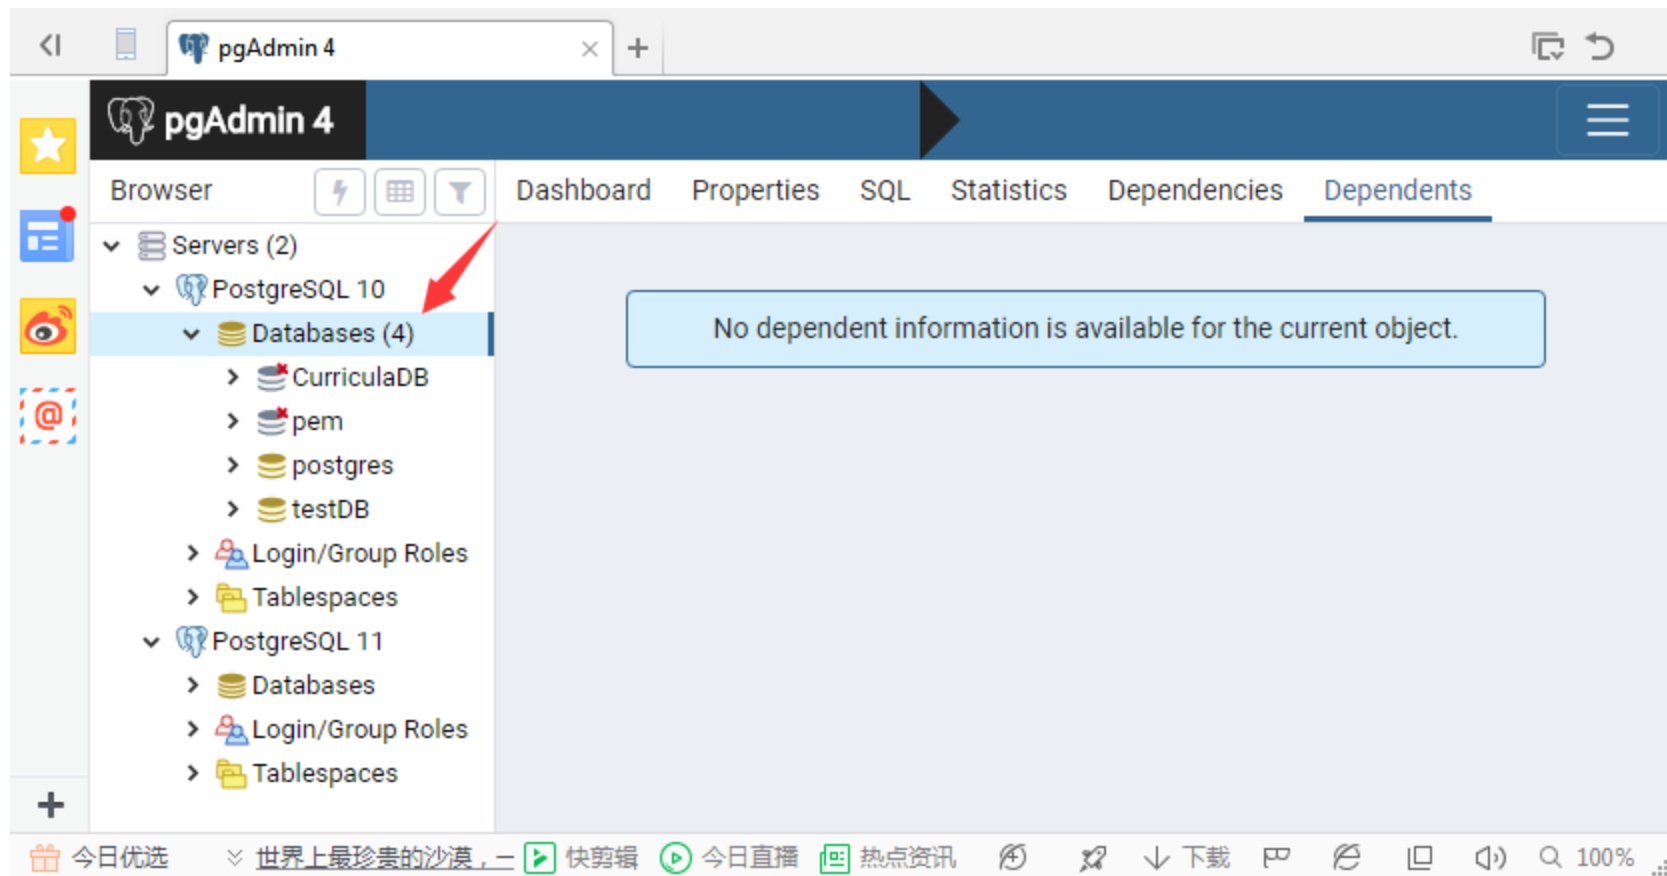 pgAdmin 4
pgAdmin 4
Browser
Dashboard Properties SQL Statistics Dependencies Dependents
Servers (2)
PostgreSQL 10
Databases (4)
No dependent information is available for the current object.
CurriculaDB
pem
postgres
testDB
Login/Group Roles
Tablespaces
PostgreSQL 11
Databases
Login/Group Roles
Tablespaces
今日优选 世界上最珍贵的沙漠，一 快剪辑 今日直播 热点资讯 下载 100%